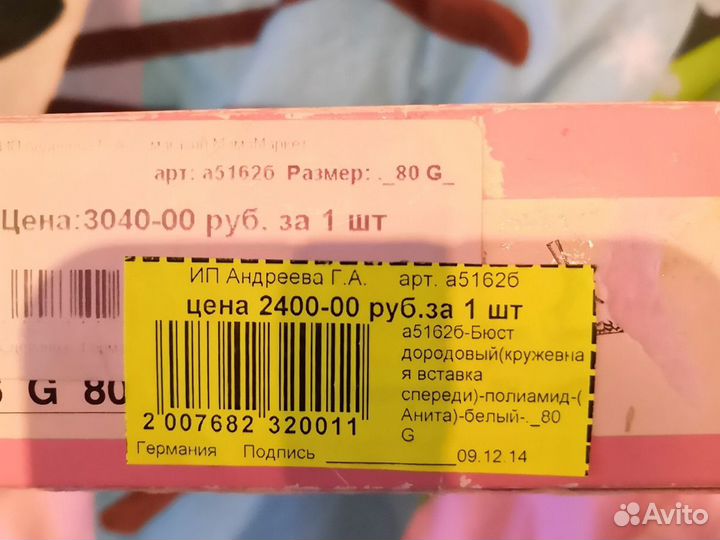 арт: а5162б Размер: ._80 G_
Цена:3040-00 руб. за 1 шт
ИП Андреева Г.А. арт. а5162б
цена 2400-00 руб.за 1 шт
а5162б-Бюст
дородовый(кружевна
я вставка
спереди)-полиамид-(
Анита)-белый-._80
G
2 007682 320011
Германия Подпись ____________09.12.14
G 80
Avito